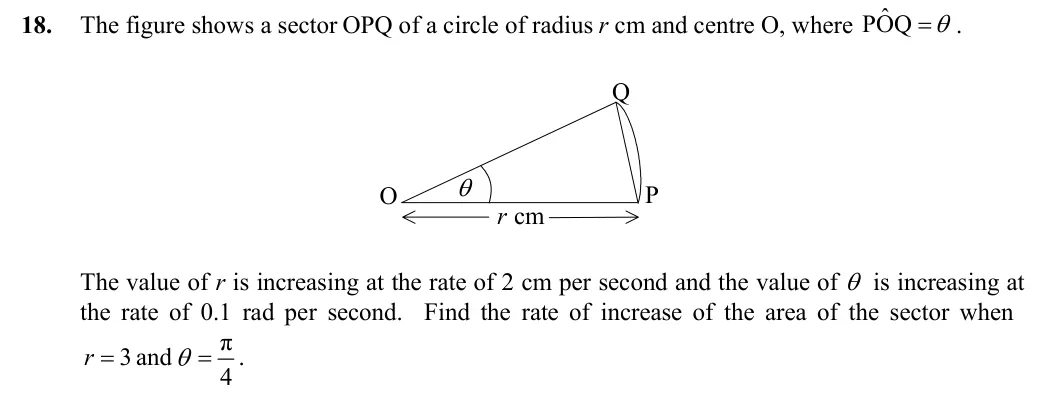 18. The figure shows a sector OPQ of a circle of radius r cm and centre O, where PÔQ = θ .
Q
O
θ
P
r cm
The value of r is increasing at the rate of 2 cm per second and the value of θ is increasing at
the rate of 0.1 rad per second. Find the rate of increase of the area of the sector when
r = 3 and θ = π/4 .